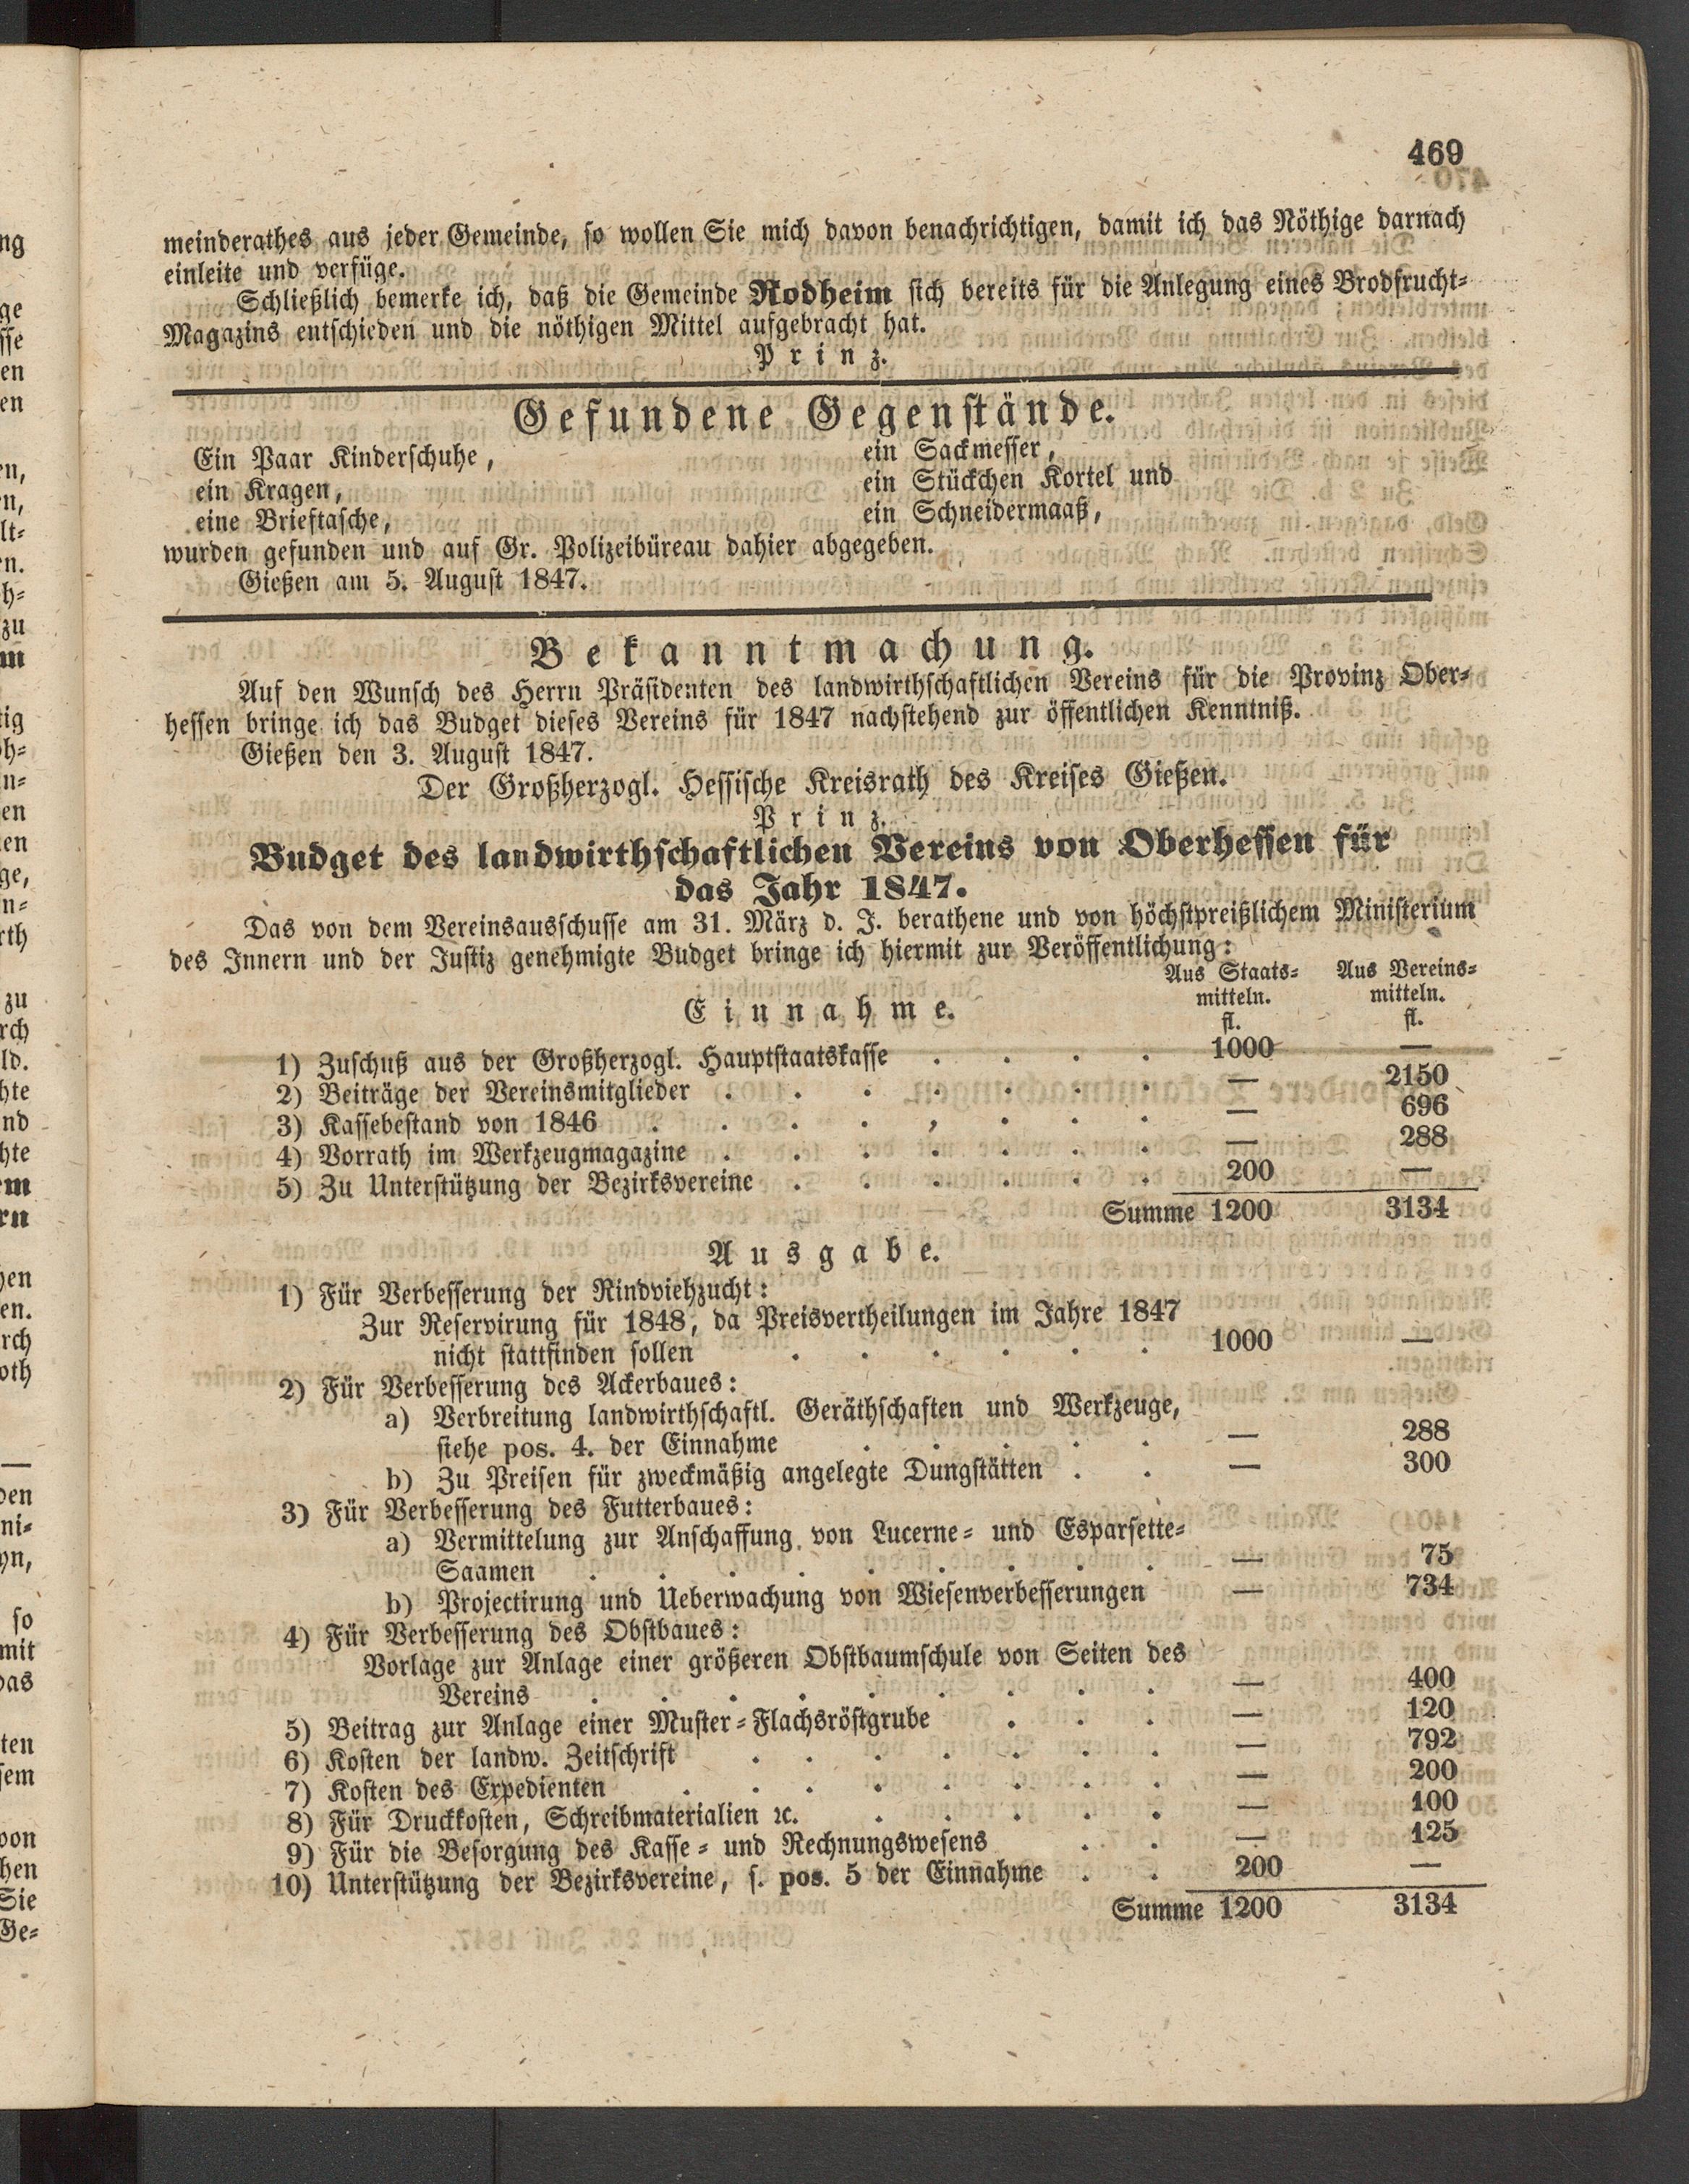 469
meinderathes aus jeder Gemeinde, so wollen Sie mich davon benachrichtigen, damit ich das Nöthige darnach
einleite und verfüge.
Schließlich bemerke ich, daß die Gemeinde Rodheim sich bereits für die Anlegung eines Brodfrucht-
Magazins entschieden und die nöthigen Mittel aufgebracht hat.
Prinz.
Gefundene Gegenstände.
Ein Paar Kinderschuhe, ein Sackmesser,
ein Kragen, ein Stückchen Kortel und
eine Brieftasche, ein Schneidermaaß,
wurden gefunden und auf Gr. Polizeibüreau dahier abgegeben.
Gießen am 5. August 1847.
Bekanntmachung.
Auf den Wunsch des Herrn Präsidenten des landwirthschaftlichen Vereins für die Provinz Ober-
hessen bringe ich das Budget dieses Vereins für 1847 nachstehend zur öffentlichen Kenntniß.
Gießen den 3. August 1847.
Der Großherzogl. Hessische Kreisrath des Kreises Gießen.
Prinz.
Budget des landwirthschaftlichen Vereins von Oberhessen für
das Jahr 1847.
Das von dem Vereinsausschusse am 31. März d. J. berathene und von höchstpreißlichem Ministerium
des Innern und der Justiz genehmigte Budget bringe ich hiermit zur Veröffentlichung:
Aus Staats- Aus Vereins-
Einnahme. mitteln. mitteln.
fl. fl.
1) Zuschuß aus der Großherzogl. Hauptstaatskasse . . . . 1000 —
2) Beiträge der Vereinsmitglieder . . . . . . . — 2150
3) Kassebestand von 1846 . . . . , . . . — 696
4) Vorrath im Werkzeugmagazine . . . . . . . — 288
5) Zu Unterstützung der Bezirksvereine . . . . . . 200 —
Summe 1200 3134
Ausgabe.
1) Für Verbesserung der Rindviehzucht:
Zur Reservirung für 1848, da Preisvertheilungen im Jahre 1847
nicht stattfinden sollen . . . . . . 1000 —
2) Für Verbesserung des Ackerbaues:
a) Verbreitung landwirthschaftl. Geräthschaften und Werkzeuge,
siehe pos. 4. der Einnahme . . . . . — 288
b) Zu Preisen für zweckmäßig angelegte Dungstätten . . — 300
3) Für Verbesserung des Futterbaues:
a) Vermittelung zur Anschaffung von Lucerne- und Esparsette-
Saamen . . . . . . . . . — 75
b) Projectirung und Ueberwachung von Wiesenverbesserungen — 734
4) Für Verbesserung des Obstbaues:
Vorlage zur Anlage einer größeren Obstbaumschule von Seiten des
Vereins . . . . . . . . . — 400
5) Beitrag zur Anlage einer Muster-Flachsröstgrube . . . — 120
6) Kosten der landw. Zeitschrift . . . . . . . — 792
7) Kosten des Expedienten . . . . . . . . — 200
8) Für Druckkosten, Schreibmaterialien ꝛc. . . . . . — 100
9) Für die Besorgung des Kasse- und Rechnungswesens . . — 125
10) Unterstützung der Bezirksvereine, s. pos. 5 der Einnahme . . 200 —
Summe 1200 3134